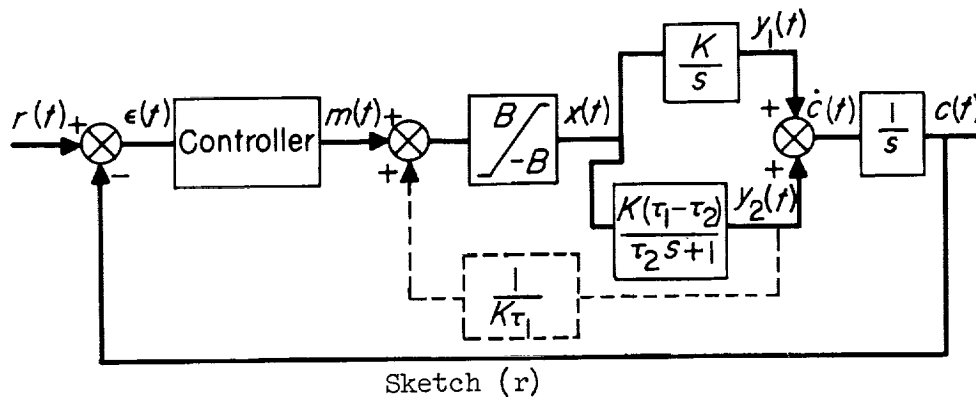 r(t) + ϵ(t) Controller m(t) + B -B x(t) K/s y₁(t) + ċ(t) 1/s c(t)
- + K(τ₁-τ₂)/τ₂s+1 y₂(t) +
1/Kτ₁
Sketch (r)